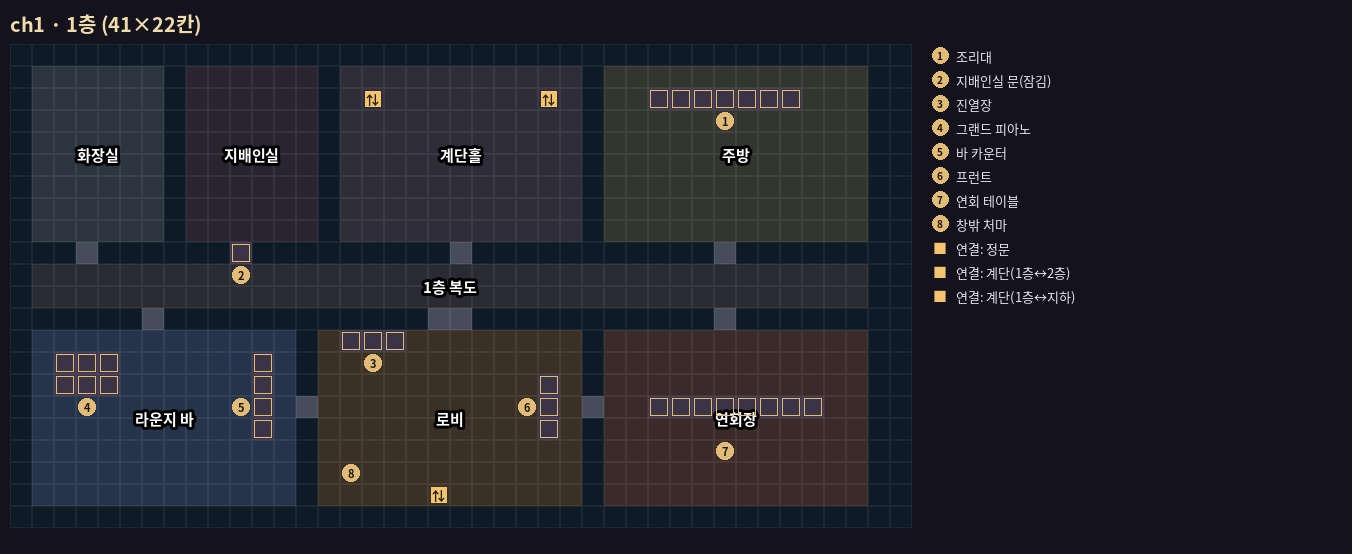 ch1 · 1층 (41×22칸)
화장실
지배인실
계단홀
주방
1
2
1층 복도
3
4
5
6
라운지 바
로비
연회장
7
8
1 조리대
2 지배인실 문(잠김)
3 진열장
4 그랜드 피아노
5 바 카운터
6 프런트
7 연회 테이블
8 창밖 처마
연결: 정문
연결: 계단(1층↔2층)
연결: 계단(1층↔지하)